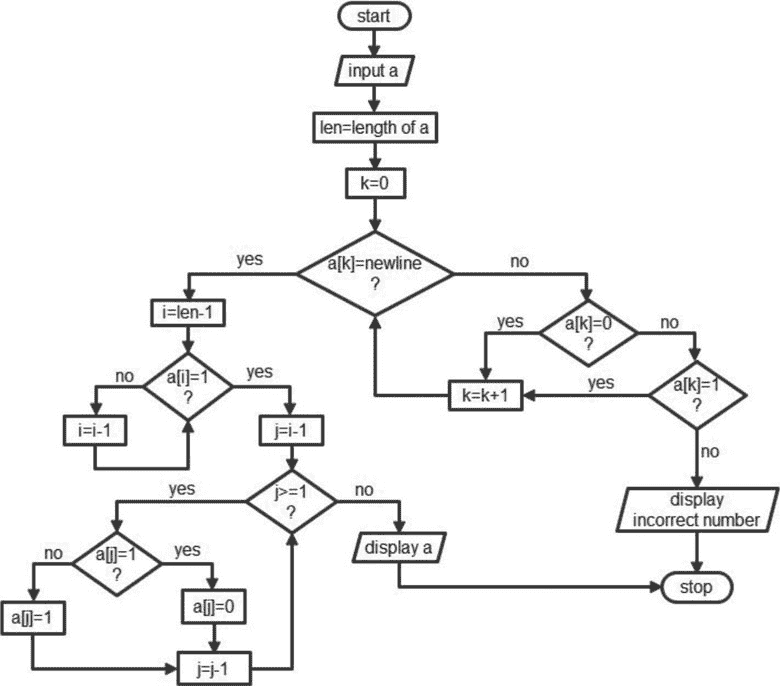 start
input a
len=length of a
k=0
a[k]=newline
?
yes
no
i=len-1
a[k]=0
?
yes
no
a[i]=1
?
no
yes
k=k+1
yes
a[k]=1
?
i=i-1
j=i-1
no
j>=1
?
yes
no
display
incorrect number
a[j]=1
?
no
yes
display a
stop
a[j]=1
a[j]=0
j=j-1